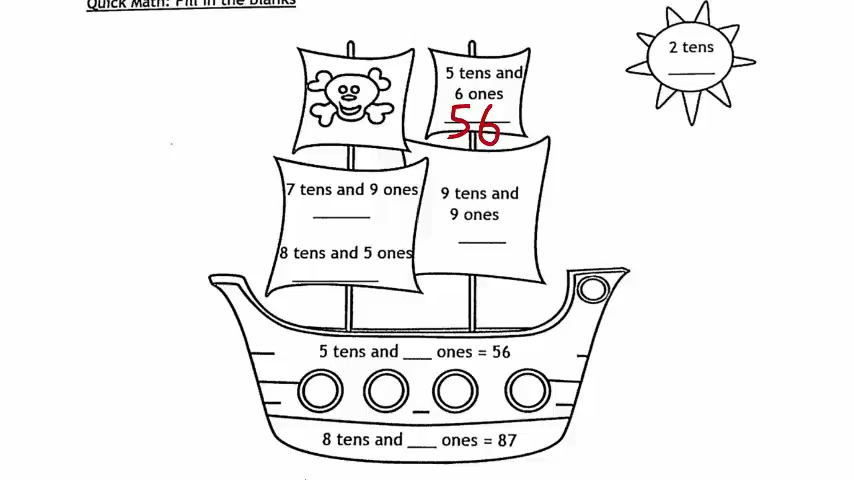 Quick Math: Fill in the blanks
2 tens
5 tens and
6 ones
56
7 tens and 9 ones
8 tens and 5 ones
9 tens and
9 ones
5 tens and ___ ones = 56
8 tens and ___ ones = 87